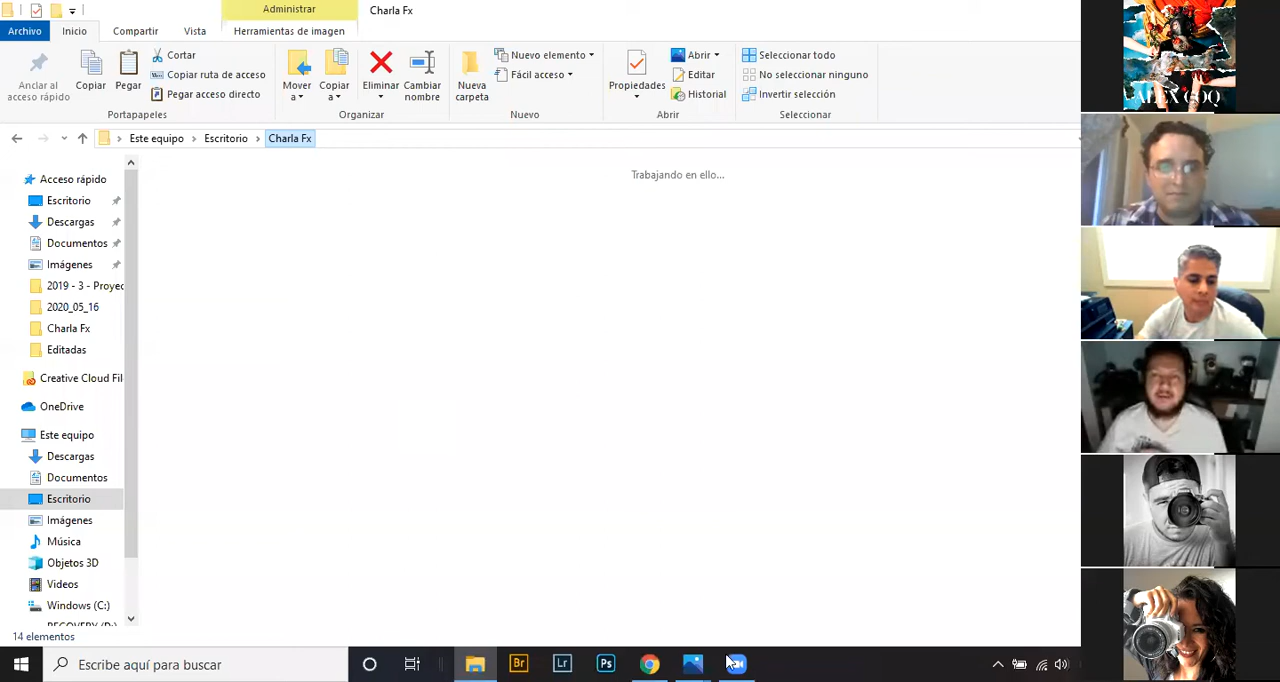 Administrar
Charla Fx
Archivo
Inicio
Compartir
Vista
Herramientas de imagen
Anclar al acceso rápido
Copiar
Pegar
Cortar
Copiar ruta de acceso
Pegar acceso directo
Portapapeles
Mover a
Copiar a
Eliminar
Cambiar nombre
Organizar
Nueva carpeta
Nuevo elemento
Fácil acceso
Nuevo
Propiedades
Abrir
Editar
Historial
Abrir
Seleccionar todo
No seleccionar ninguno
Invertir selección
Seleccionar
Este equipo
Escritorio
Charla Fx
Trabajando en ello...
Acceso rápido
Escritorio
Descargas
Documentos
Imágenes
2019 - 3 - Proyec
2020_05_16
Charla Fx
Editadas
Creative Cloud Fil
OneDrive
Este equipo
Descargas
Documentos
Escritorio
Imágenes
Música
Objetos 3D
Videos
Windows (C:)
14 elementos
Escribe aquí para buscar
Br
Lr
Ps